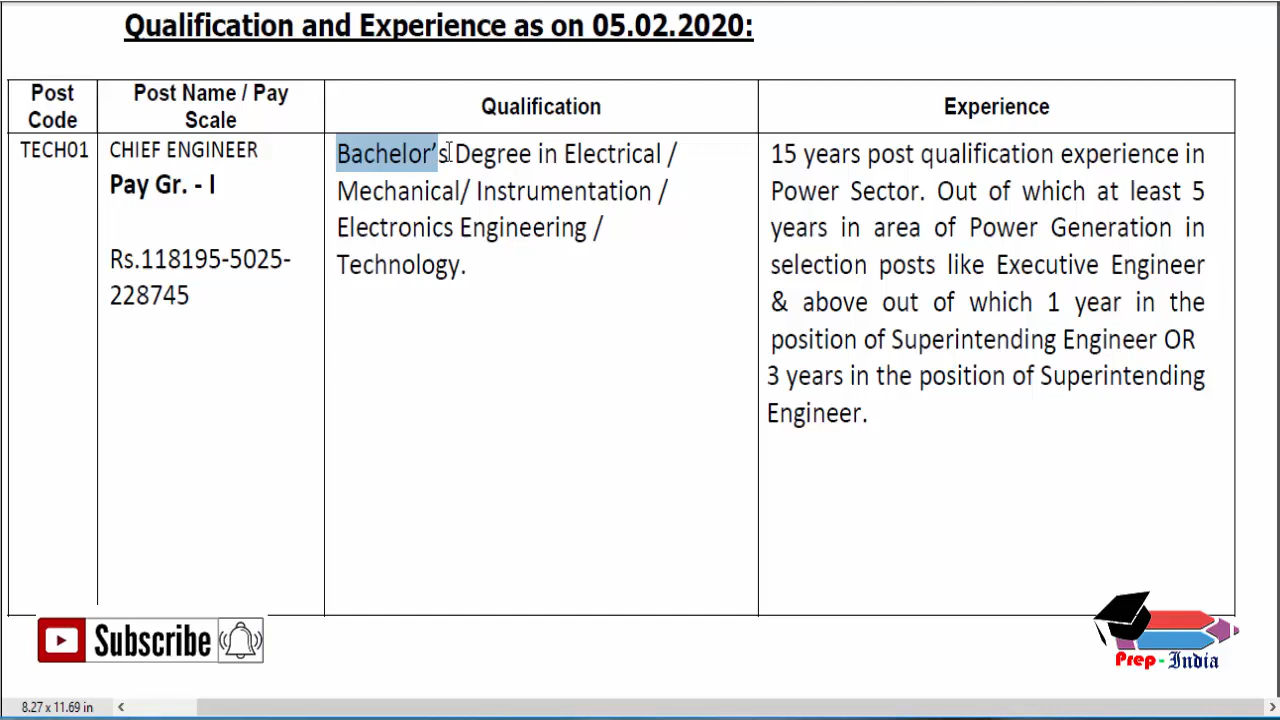 Qualification and Experience as on 05.02.2020:
Post Code
Post Name / Pay Scale
Qualification
Experience
TECH01
CHIEF ENGINEER
Pay Gr. - I
Rs.118195-5025-
228745
Bachelor's Degree in Electrical /
Mechanical/ Instrumentation /
Electronics Engineering /
Technology.
15 years post qualification experience in
Power Sector. Out of which at least 5
years in area of Power Generation in
selection posts like Executive Engineer
& above out of which 1 year in the
position of Superintending Engineer OR
3 years in the position of Superintending
Engineer.
Subscribe
Prep - India
8.27 x 11.69 in